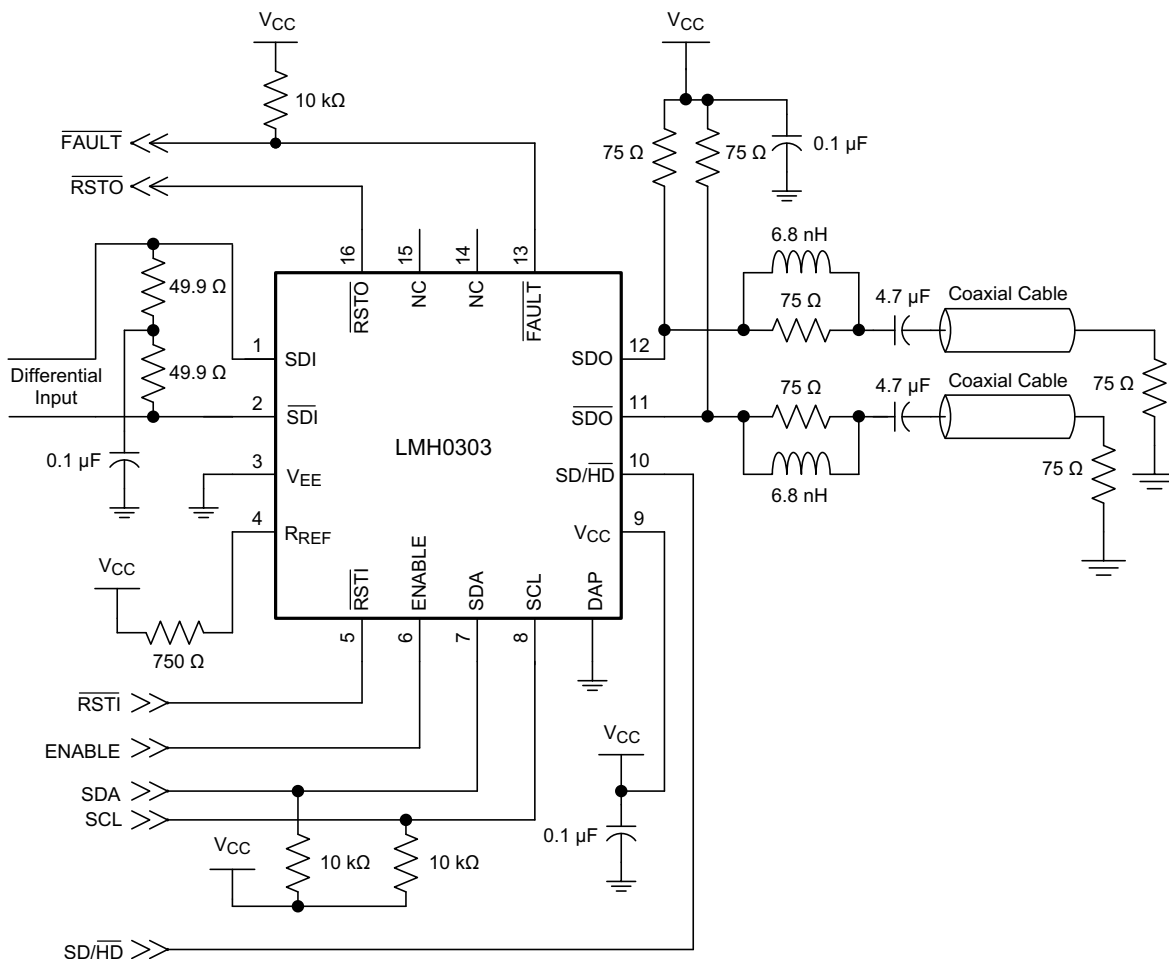 VCC
10 kΩ
FAULT
RSTO
VCC
75 Ω
75 Ω
0.1 µF
16
15
14
13
RSTO
NC
NC
FAULT
49.9 Ω
49.9 Ω
Differential
Input
0.1 µF
1
SDI
2
SDI
3
VEE
4
RREF
LMH0303
SDO
12
SDO
11
SD/HD
10
VCC
9
6.8 nH
75 Ω
4.7 µF
Coaxial Cable
75 Ω
75 Ω
4.7 µF
Coaxial Cable
6.8 nH
75 Ω
VCC
750 Ω
RSTI
ENABLE
SDA
SCL
DAP
5
6
7
8
RSTI
ENABLE
SDA
SCL
VCC
10 kΩ
10 kΩ
VCC
0.1 µF
SD/HD